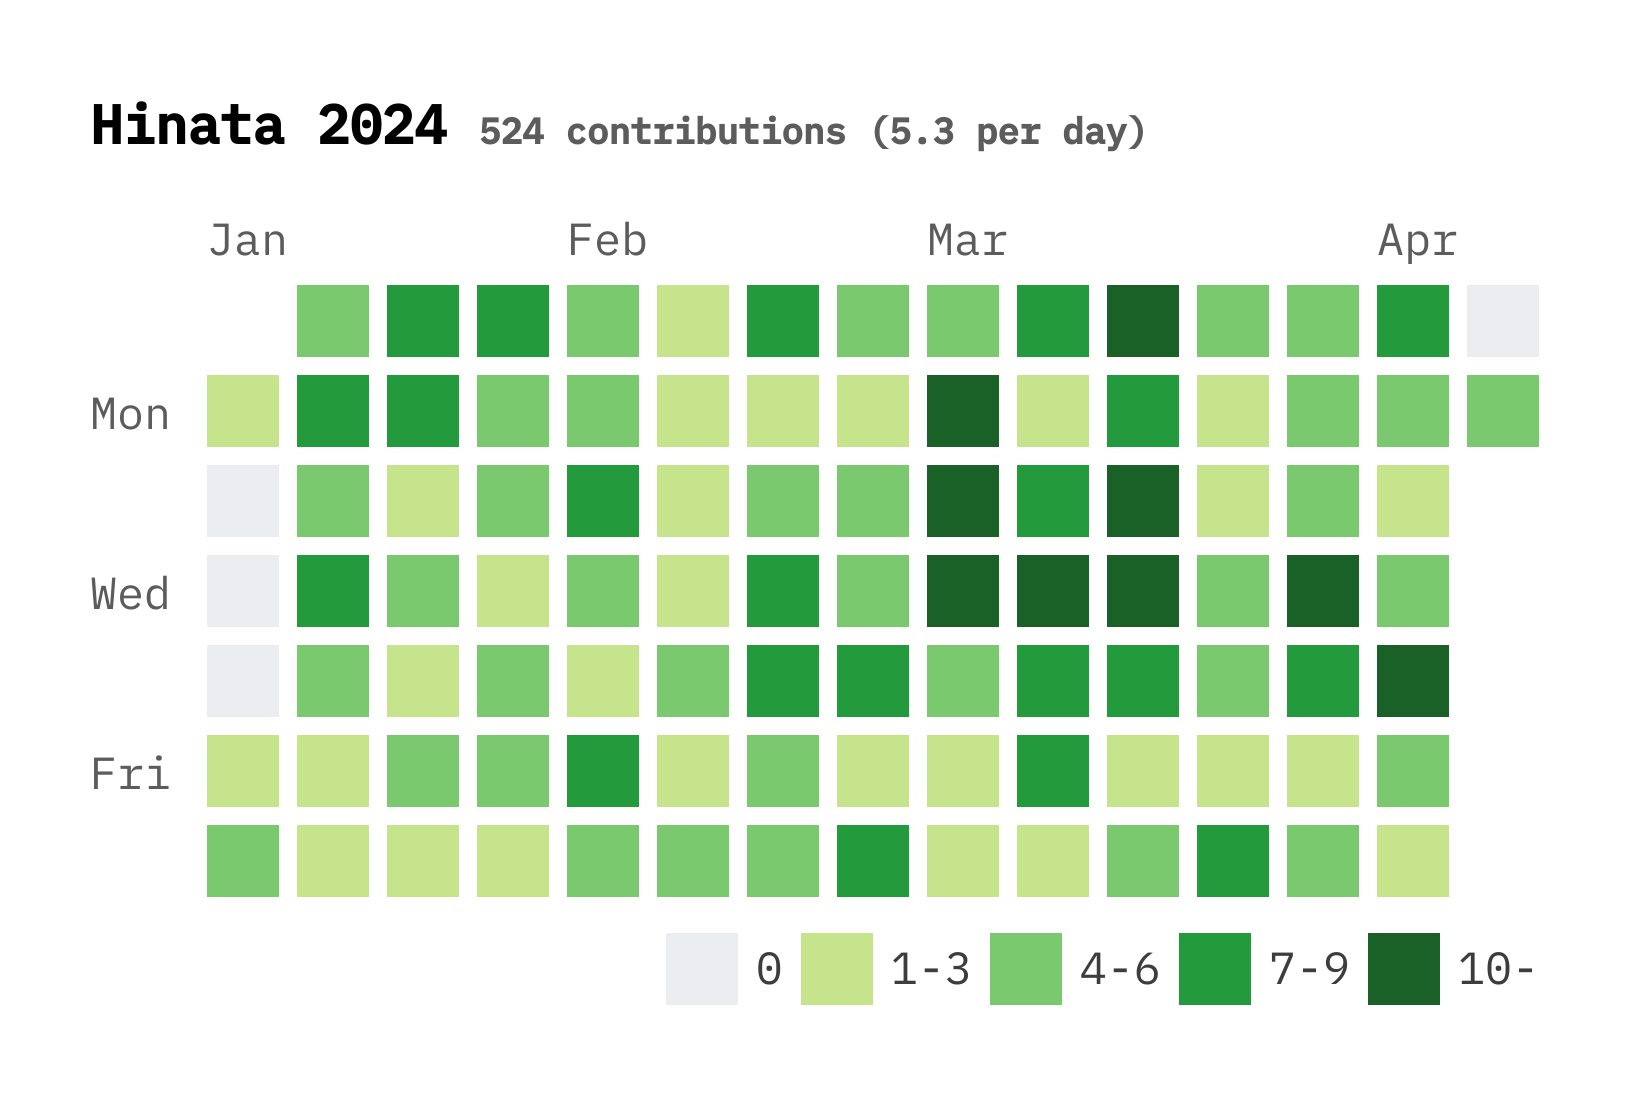 Hinata 2024 524 contributions (5.3 per day)
Jan Feb Mar Apr
Mon
Wed
Fri
0 1-3 4-6 7-9 10-